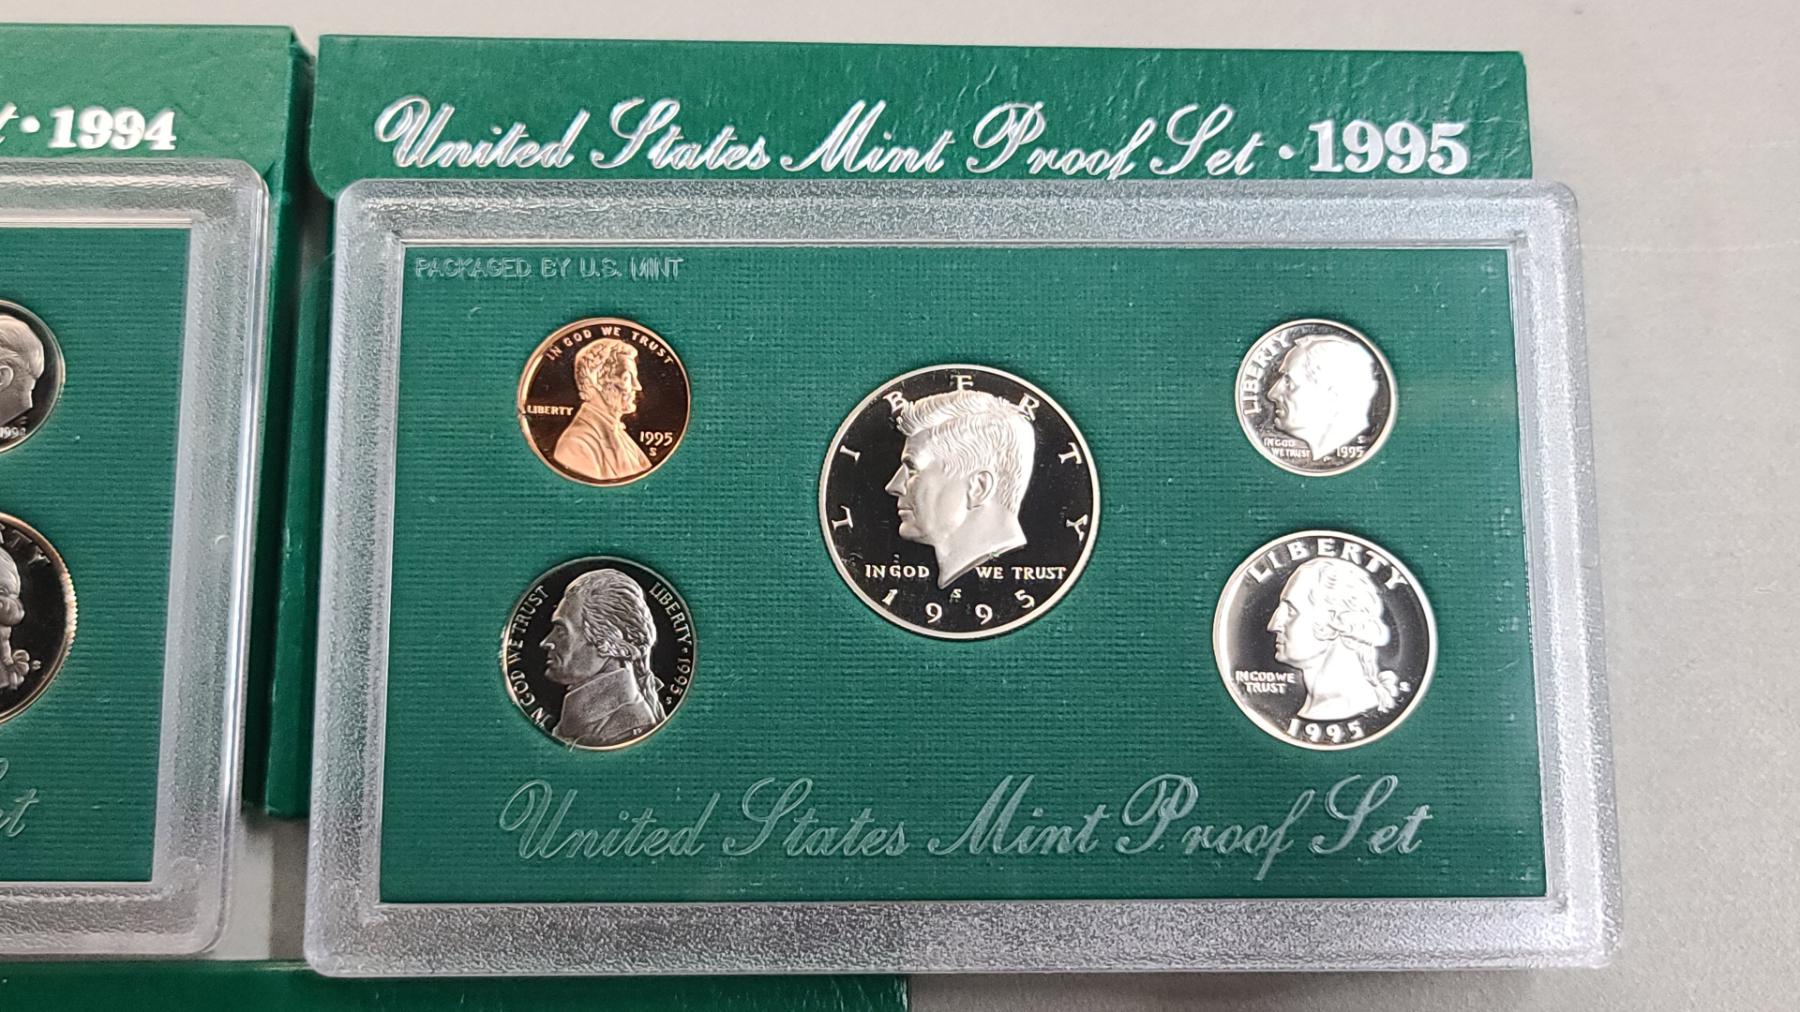 t · 1994
United States Mint Proof Set · 1995
PACKAGED BY U.S. MINT
IN GOD WE TRUST
LIBERTY
1995
S
LIBERTY
IN GOD WE TRUST
S
1995
LIBERTY
IN GOD WE TRUST
1995
S
IN GOD WE TRUST
LIBERTY · 1995
S
LIBERTY
IN GOD WE
TRUST
S
1995
United States Mint Proof Set
199
TY
S
t